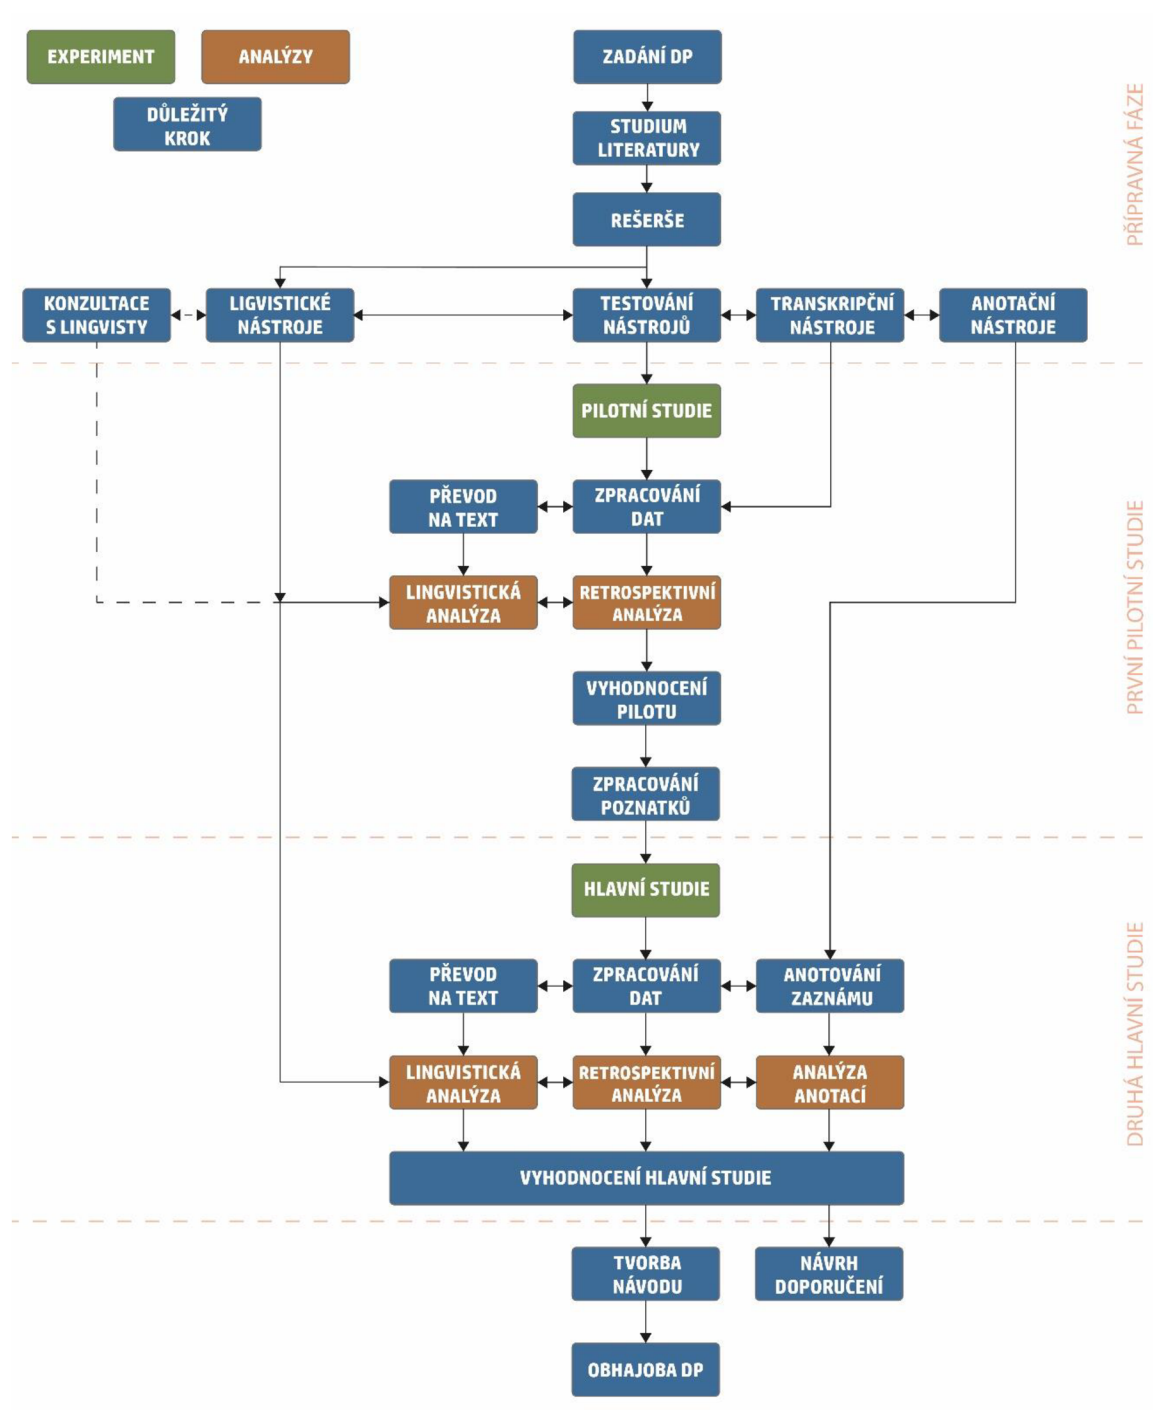 EXPERIMENT
ANALÝZY
DŮLEŽITÝ
KROK
ZADÁNÍ DP
STUDIUM
LITERATURY
REŠERŠE
PŘÍPRAVNÁ FÁZE
KONZULTACE
S LINGVISTY
LIGVISTICKÉ
NÁSTROJE
TESTOVÁNÍ
NÁSTROJŮ
TRANSKRIPČNÍ
NÁSTROJE
ANOTAČNÍ
NÁSTROJE
PILOTNÍ STUDIE
PŘEVOD
NA TEXT
ZPRACOVÁNÍ
DAT
LINGVISTICKÁ
ANALÝZA
RETROSPEKTIVNÍ
ANALÝZA
VYHODNOCENÍ
PILOTU
ZPRACOVÁNÍ
POZNATKŮ
PRVNÍ PILOTNÍ STUDIE
HLAVNÍ STUDIE
PŘEVOD
NA TEXT
ZPRACOVÁNÍ
DAT
ANOTOVÁNÍ
ZAZNÁMU
LINGVISTICKÁ
ANALÝZA
RETROSPEKTIVNÍ
ANALÝZA
ANALÝZA
ANOTACÍ
VYHODNOCENÍ HLAVNÍ STUDIE
DRUHÁ HLAVNÍ STUDIE
TVORBA
NÁVODU
NÁVRH
DOPORUČENÍ
OBHAJOBA DP